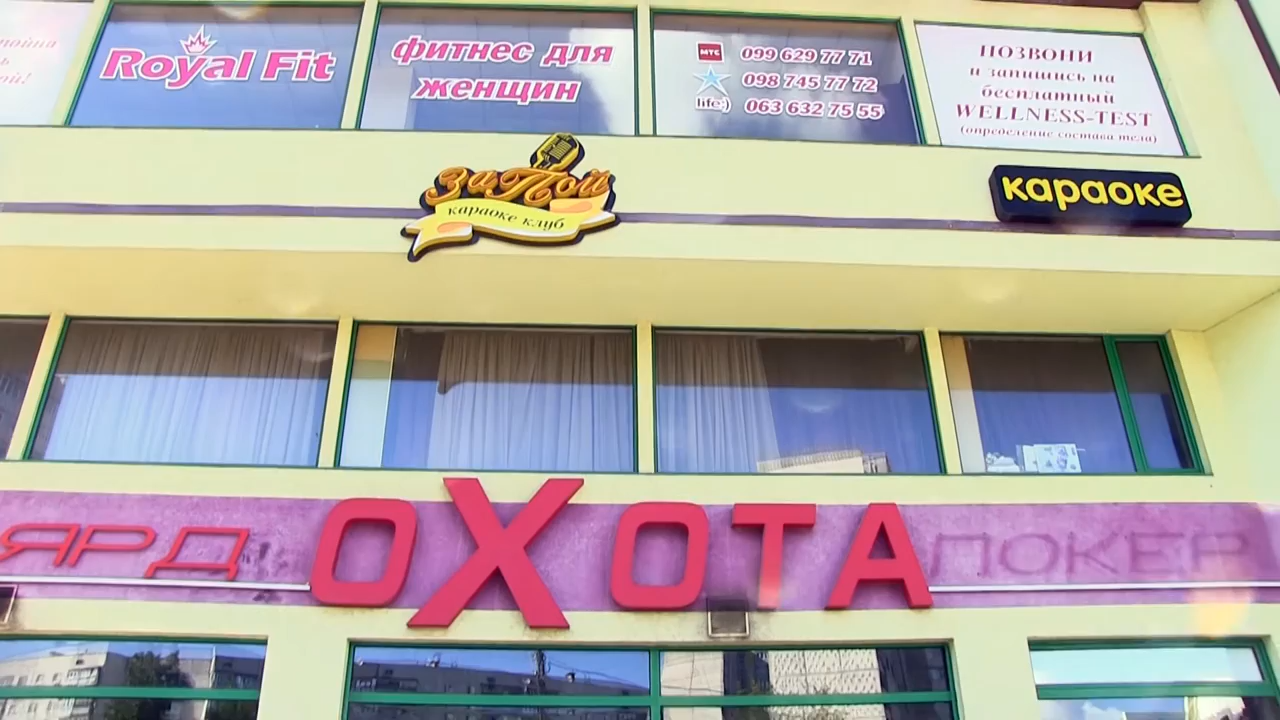 Royal Fit
фитнес для
женщин
МТС 099 629 77 71
098 745 77 72
life:) 063 632 75 55
ПОЗВОНИ
и запишись на
бесплатный
WELLNESS-TEST
(определение состава тела)
заПой
караоке клуб
караоке
ЯРД
оХота
ПОКЕР